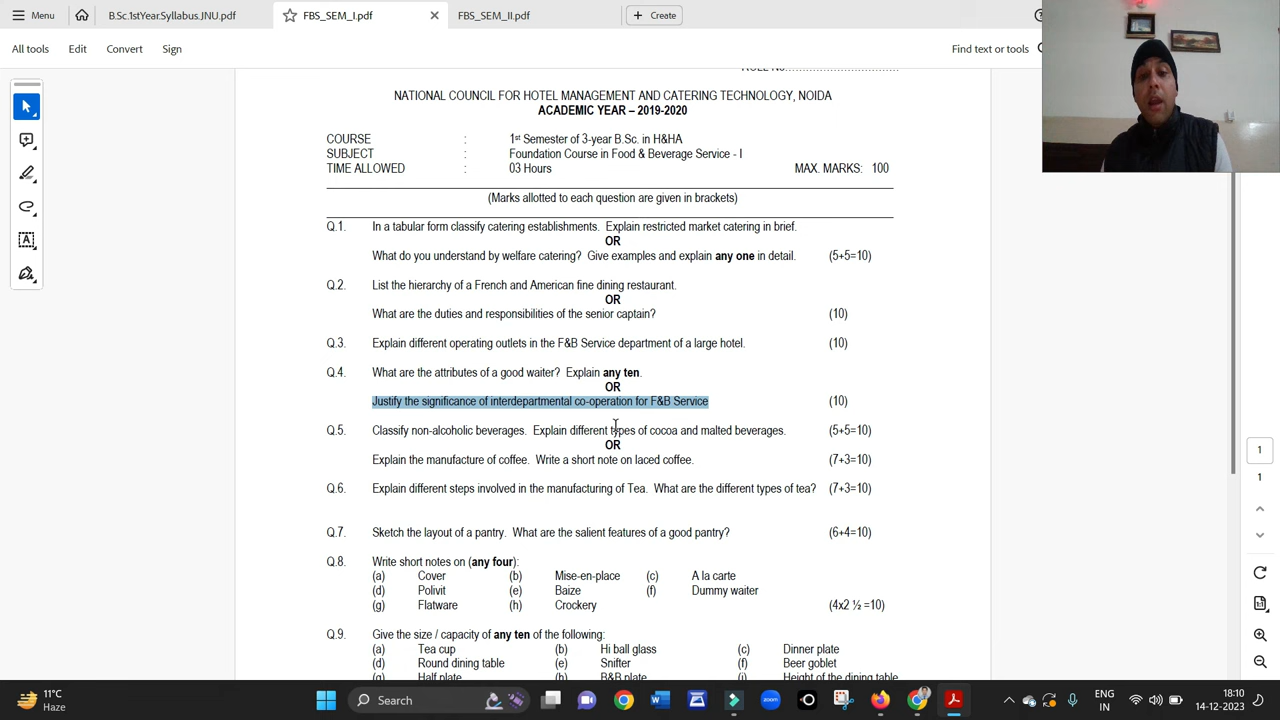 Menu
B.Sc.1stYear.Syllabus.JNU.pdf
FBS_SEM_I.pdf
FBS_SEM_II.pdf
Create
All tools
Edit
Convert
Sign
Find text or tools
NATIONAL COUNCIL FOR HOTEL MANAGEMENT AND CATERING TECHNOLOGY, NOIDA
ACADEMIC YEAR – 2019-2020
COURSE : 1st Semester of 3-year B.Sc. in H&HA
SUBJECT : Foundation Course in Food & Beverage Service - I
TIME ALLOWED : 03 Hours MAX. MARKS: 100
(Marks allotted to each question are given in brackets)
Q.1. In a tabular form classify catering establishments. Explain restricted market catering in brief.
OR
What do you understand by welfare catering? Give examples and explain any one in detail. (5+5=10)
Q.2. List the hierarchy of a French and American fine dining restaurant.
OR
What are the duties and responsibilities of the senior captain? (10)
Q.3. Explain different operating outlets in the F&B Service department of a large hotel. (10)
Q.4. What are the attributes of a good waiter? Explain any ten.
OR
Justify the significance of interdepartmental co-operation for F&B Service (10)
Q.5. Classify non-alcoholic beverages. Explain different types of cocoa and malted beverages. (5+5=10)
OR
Explain the manufacture of coffee. Write a short note on laced coffee. (7+3=10)
Q.6. Explain different steps involved in the manufacturing of Tea. What are the different types of tea? (7+3=10)
Q.7. Sketch the layout of a pantry. What are the salient features of a good pantry? (6+4=10)
Q.8. Write short notes on (any four):
(a) Cover (b) Mise-en-place (c) A la carte
(d) Polivit (e) Baize (f) Dummy waiter
(g) Flatware (h) Crockery (4x2 ½ =10)
Q.9. Give the size / capacity of any ten of the following:
(a) Tea cup (b) Hi ball glass (c) Dinner plate
(d) Round dining table (e) Snifter (f) Beer goblet
(g) Half plate (h) B&B plate (i) Height of the dining table
1
1
11°C
Haze
Search
zoom
ENG
IN
18:10
14-12-2023